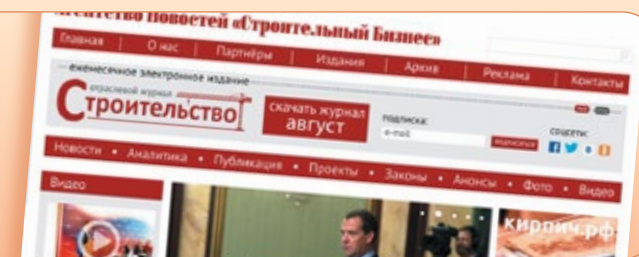 Агентство Новостей «Строительный Бизнес»
Главная | О нас | Партнёры | Издания | Архив | Реклама | Контакты
ежемесячное электронное издание
отраслевой журнал
Строительство
скачать журнал
август
подписка:
e-mail
подписаться
соцсети:
Новости • Аналитика • Публикация • Проекты • Законы • Анонсы • Фото • Видео
Видео
кирпич.рф